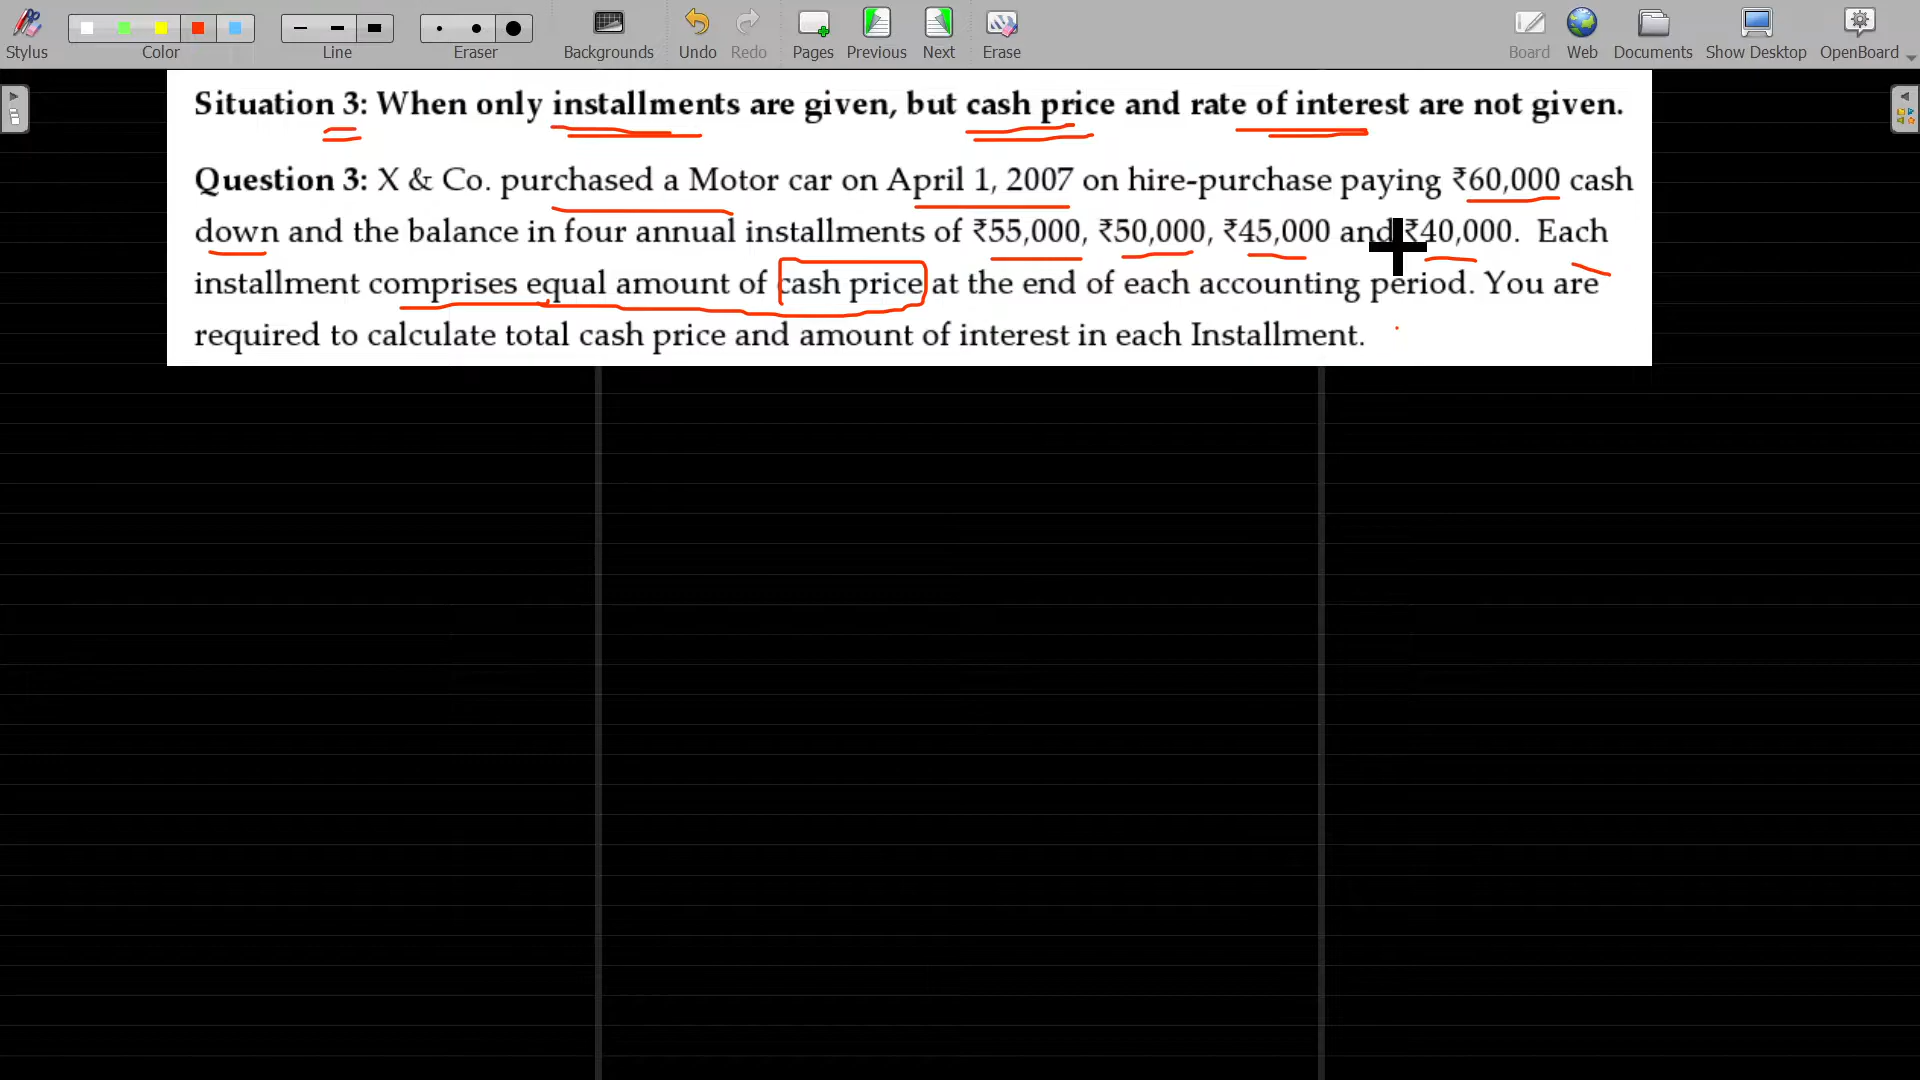 Stylus Color Line Eraser Backgrounds Undo Redo Pages Previous Next Erase Board Web Documents Show Desktop OpenBoard
Situation 3: When only installments are given, but cash price and rate of interest are not given.
Question 3: X & Co. purchased a Motor car on April 1, 2007 on hire-purchase paying ₹60,000 cash
down and the balance in four annual installments of ₹55,000, ₹50,000, ₹45,000 and ₹40,000. Each
installment comprises equal amount of cash price at the end of each accounting period. You are
required to calculate total cash price and amount of interest in each Installment.